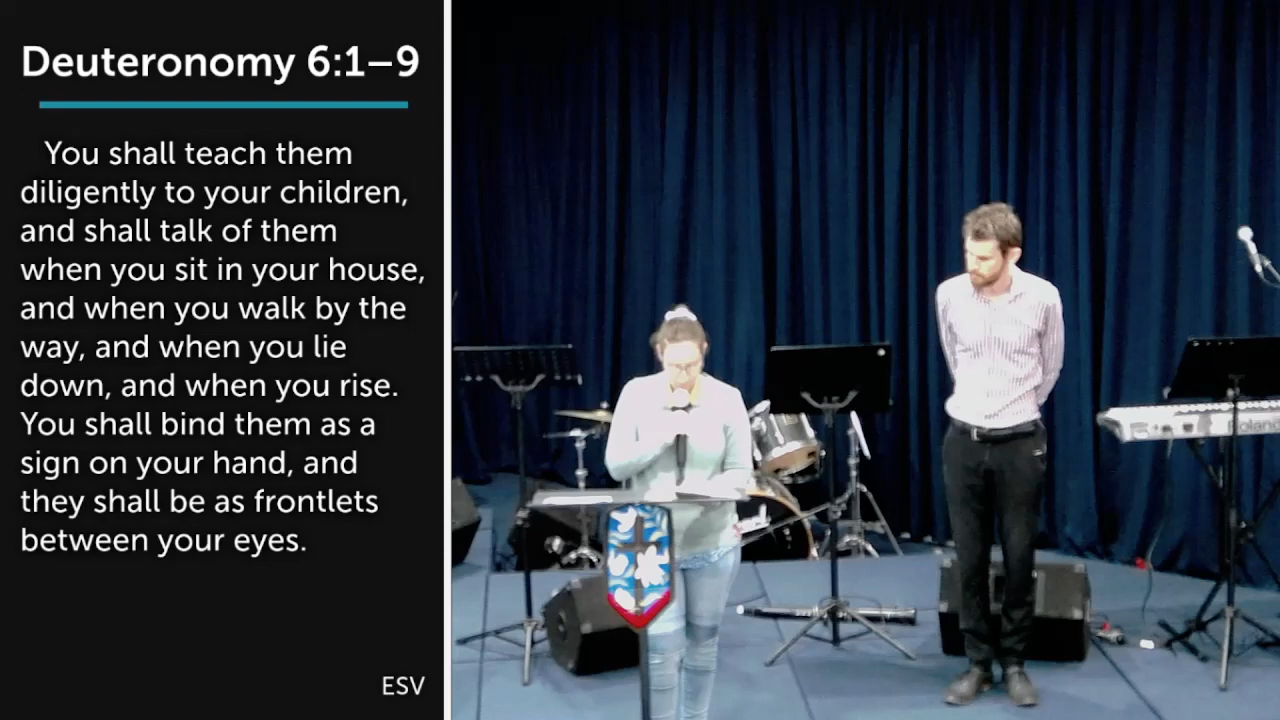 Deuteronomy 6:1–9
You shall teach them
diligently to your children,
and shall talk of them
when you sit in your house,
and when you walk by the
way, and when you lie
down, and when you rise.
You shall bind them as a
sign on your hand, and
they shall be as frontlets
between your eyes.
ESV
Roland